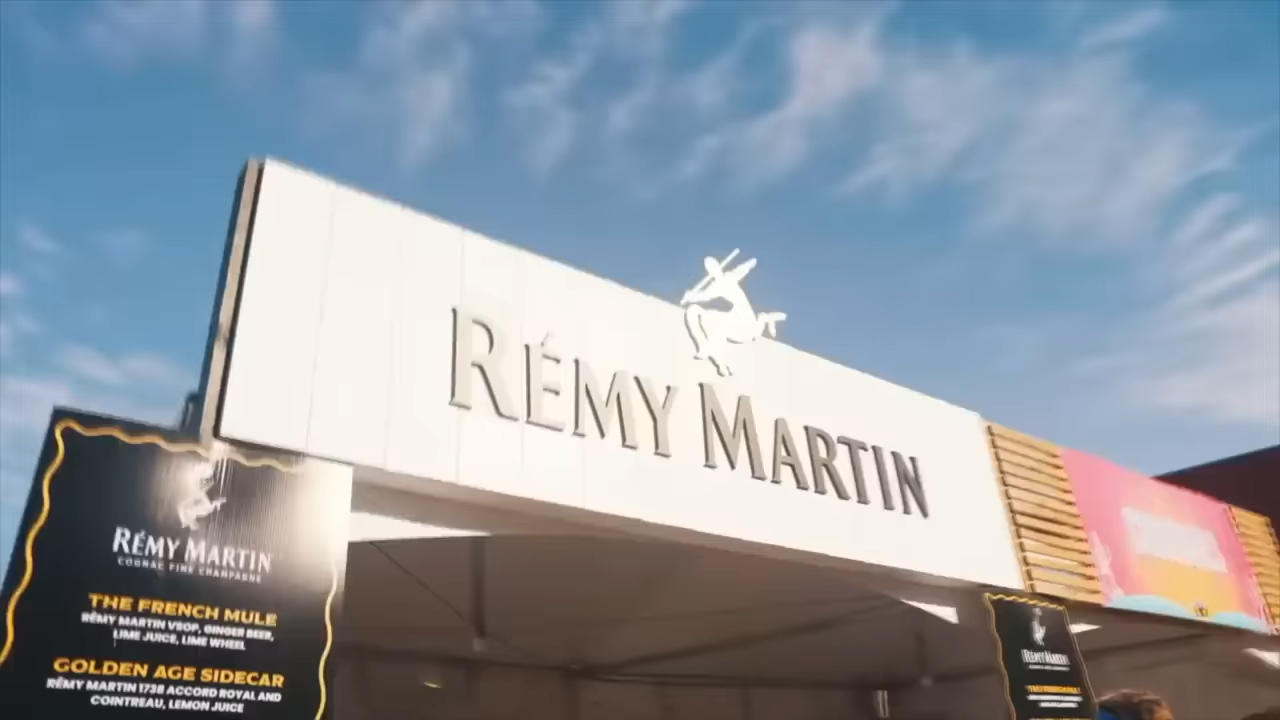 RÉMY MARTIN
RÉMY MARTIN
COGNAC FINE CHAMPAGNE
THE FRENCH MULE
RÉMY MARTIN VSOP, GINGER BEER,
LIME JUICE, LIME WHEEL
GOLDEN AGE SIDECAR
RÉMY MARTIN 1738 ACCORD ROYAL AND
COINTREAU, LEMON JUICE
RÉMY MARTIN